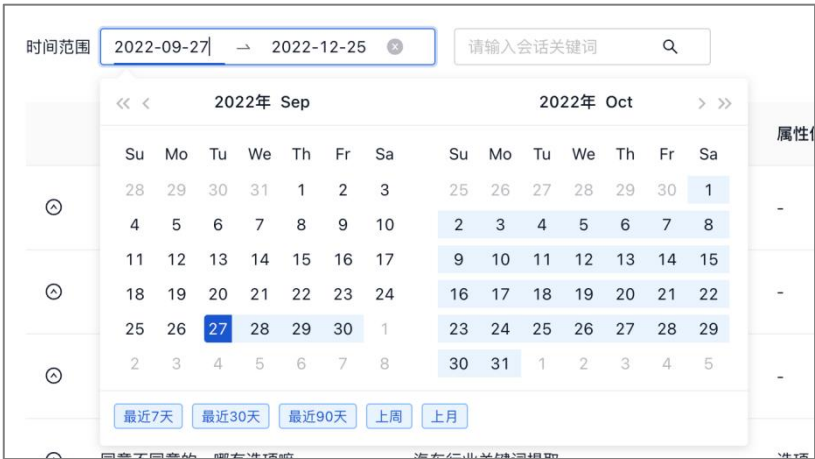 时间范围 2022-09-27 → 2022-12-25 请输入会话关键词
2022年 Sep 2022年 Oct
Su Mo Tu We Th Fr Sa Su Mo Tu We Th Fr Sa
28 29 30 31 1 2 3 25 26 27 28 29 30 1
4 5 6 7 8 9 10 2 3 4 5 6 7 8
11 12 13 14 15 16 17 9 10 11 12 13 14 15
18 19 20 21 22 23 24 16 17 18 19 20 21 22
25 26 27 28 29 30 1 23 24 25 26 27 28 29
2 3 4 5 6 7 8 30 31 1 2 3 4 5
最近7天 最近30天 最近90天 上周 上月
属性
-
-
-